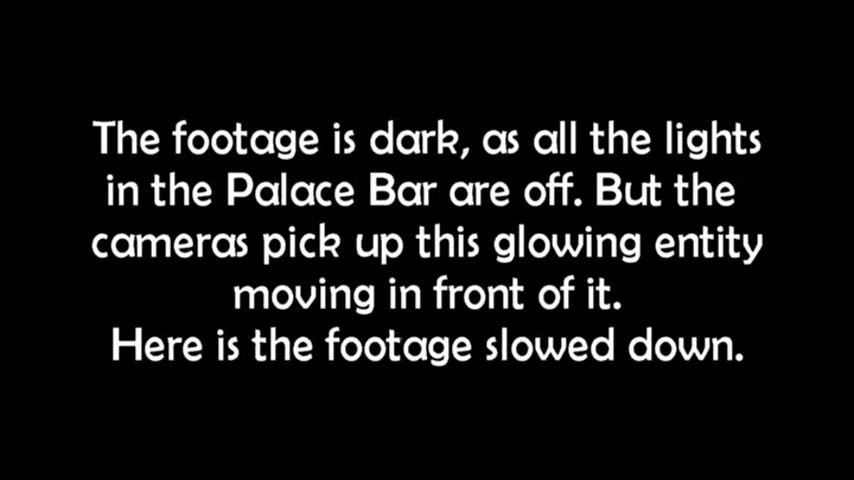 The footage is dark, as all the lights
in the Palace Bar are off. But the
cameras pick up this glowing entity
moving in front of it.
Here is the footage slowed down.